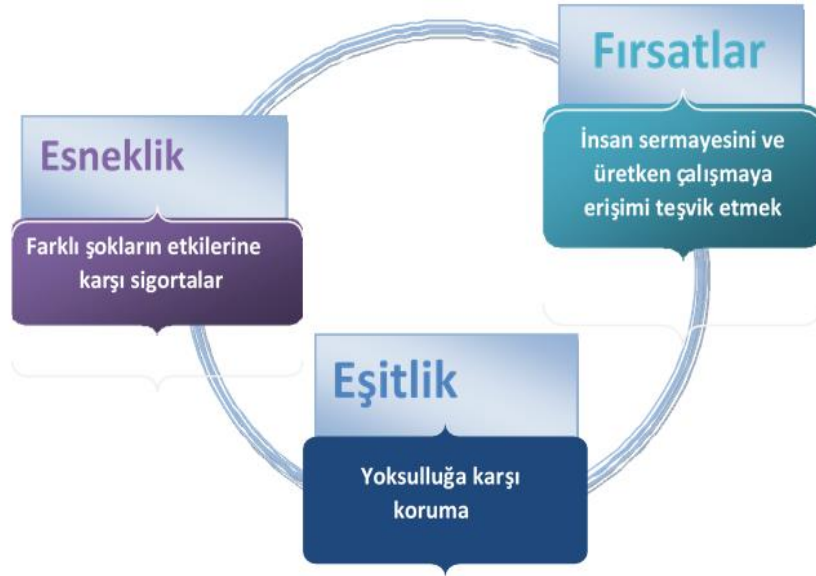 Fırsatlar
İnsan sermayesini ve
üretken çalışmaya
erişimi teşvik etmek
Esneklik
Farklı şokların etkilerine
karşı sigortalar
Eşitlik
Yoksulluğa karşı
koruma